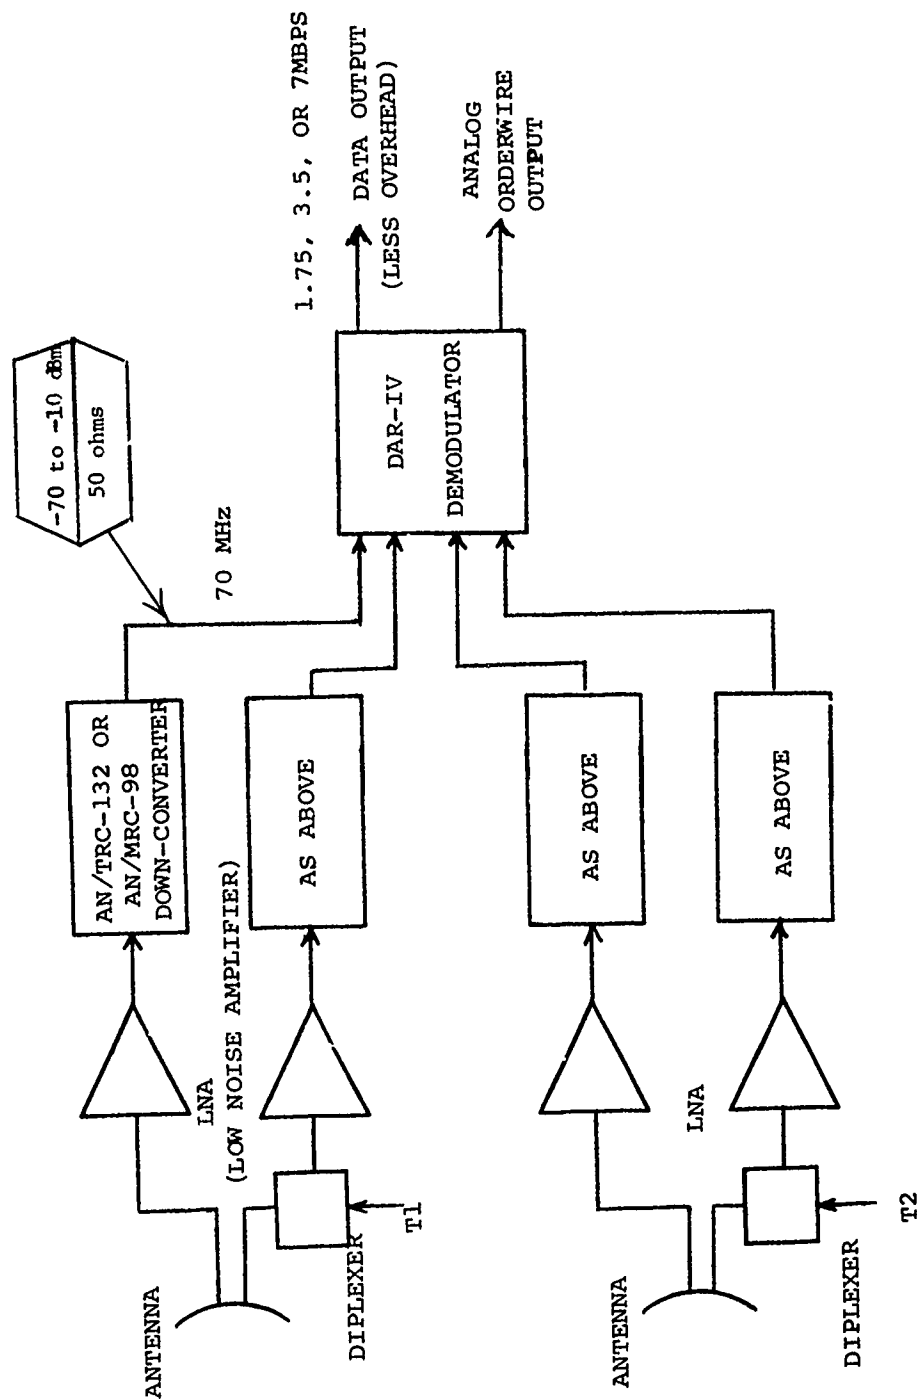 ANTENNA
DIPLEXER
T1
LNA
(LOW NOISE AMPLIFIER)
AN/TRC-132 OR
AN/MRC-98
DOWN-CONVERTER
AS ABOVE
-70 to -10 dBm
50 ohms
70 MHz
DAR-IV
DEMODULATOR
1.75, 3.5, OR 7MBPS
DATA OUTPUT
(LESS OVERHEAD)
ANALOG
ORDERWIRE
OUTPUT
ANTENNA
DIPLEXER
T2
LNA
AS ABOVE
AS ABOVE